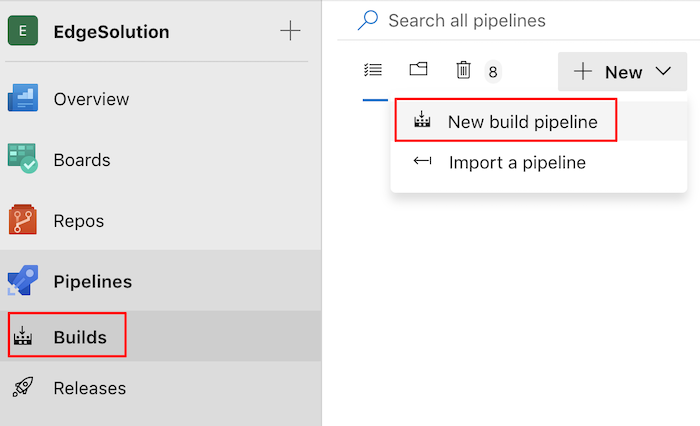 E EdgeSolution
Overview
Boards
Repos
Pipelines
Builds
Releases
Search all pipelines
8 New
New build pipeline
Import a pipeline